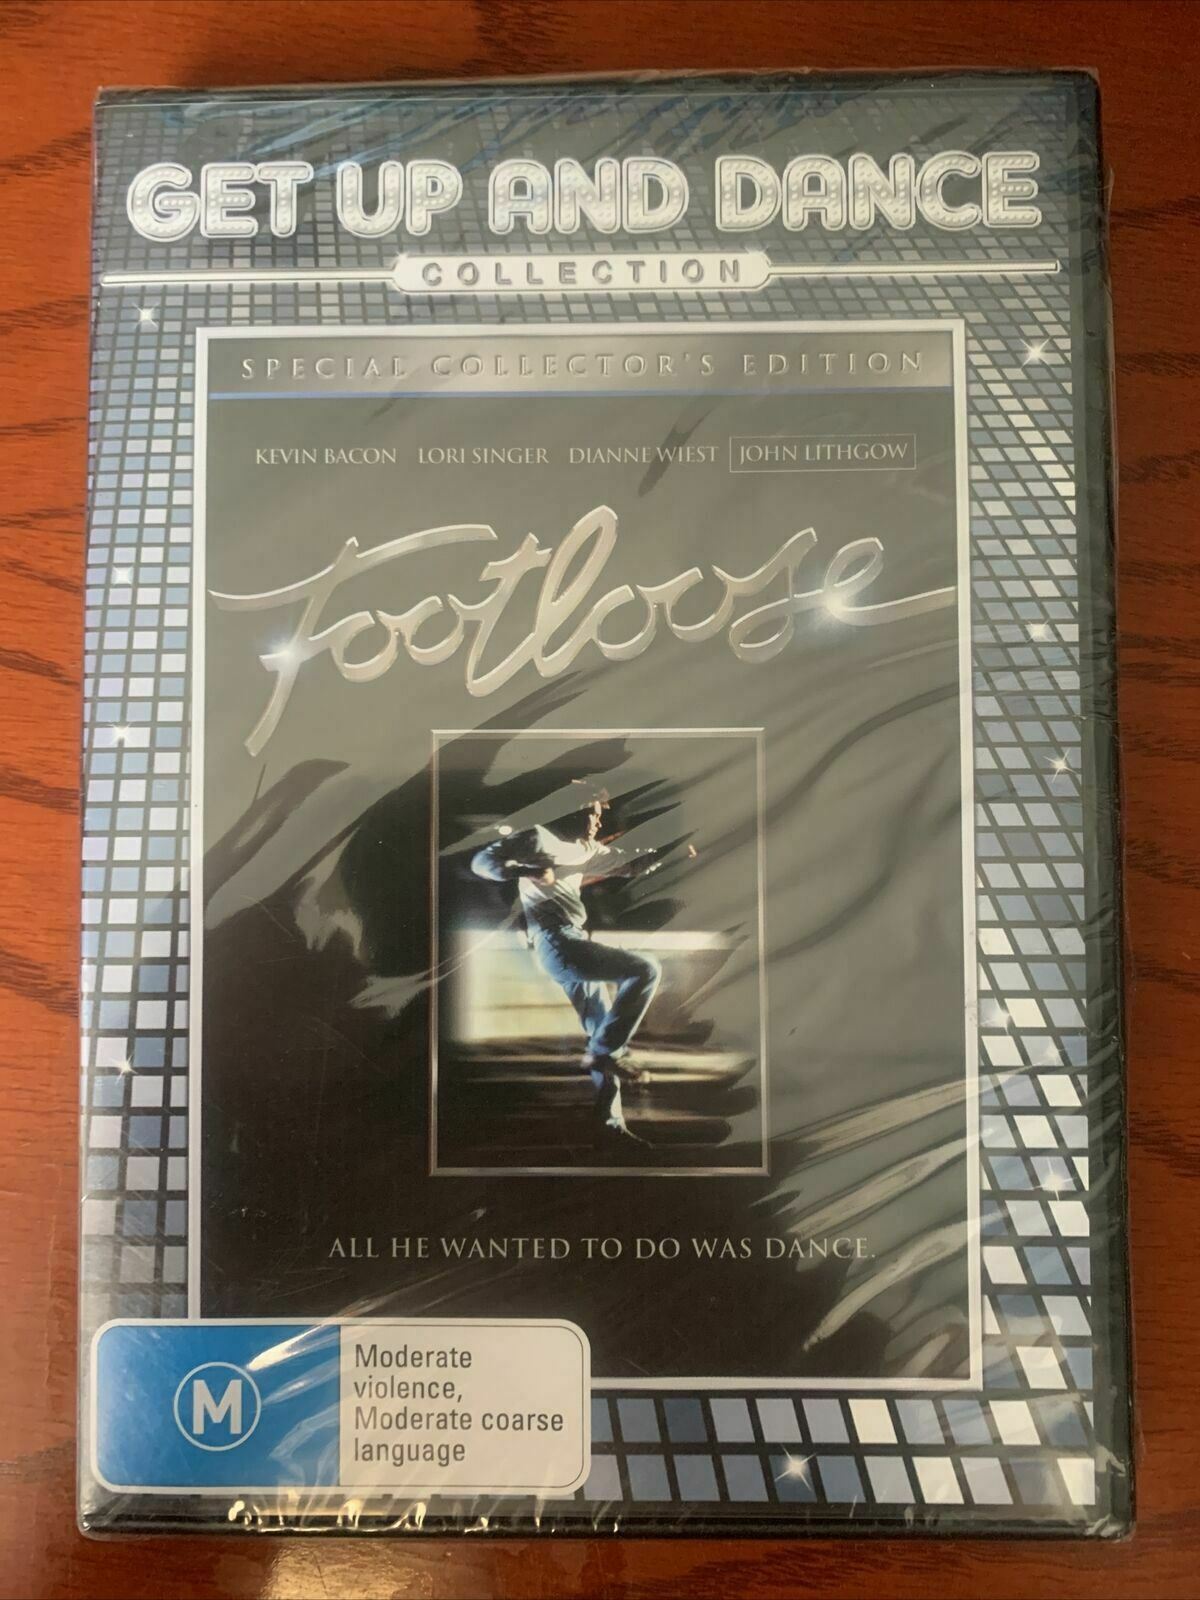 GET UP AND DANCE
COLLECTION
SPECIAL COLLECTOR'S EDITION
KEVIN BACON LORI SINGER DIANNE WIEST JOHN LITHGOW
Footloose
ALL HE WANTED TO DO WAS DANCE.
M
Moderate
violence,
Moderate coarse
language